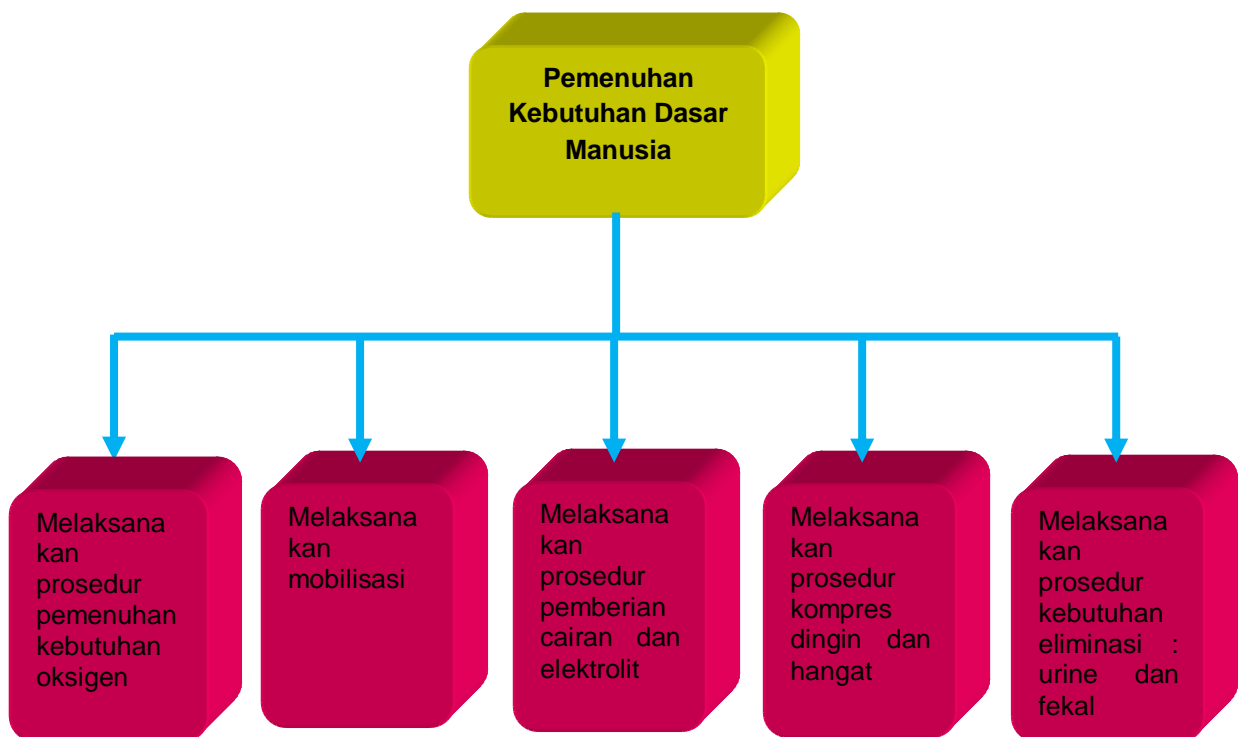 Pemenuhan
Kebutuhan Dasar
Manusia
Melaksana
kan
prosedur
pemenuhan
kebutuhan
oksigen
Melaksana
kan
mobilisasi
Melaksana
kan
prosedur
pemberian
cairan dan
elektrolit
Melaksana
kan
prosedur
kompres
dingin dan
hangat
Melaksana
kan
prosedur
kebutuhan
eliminasi :
urine dan
fekal